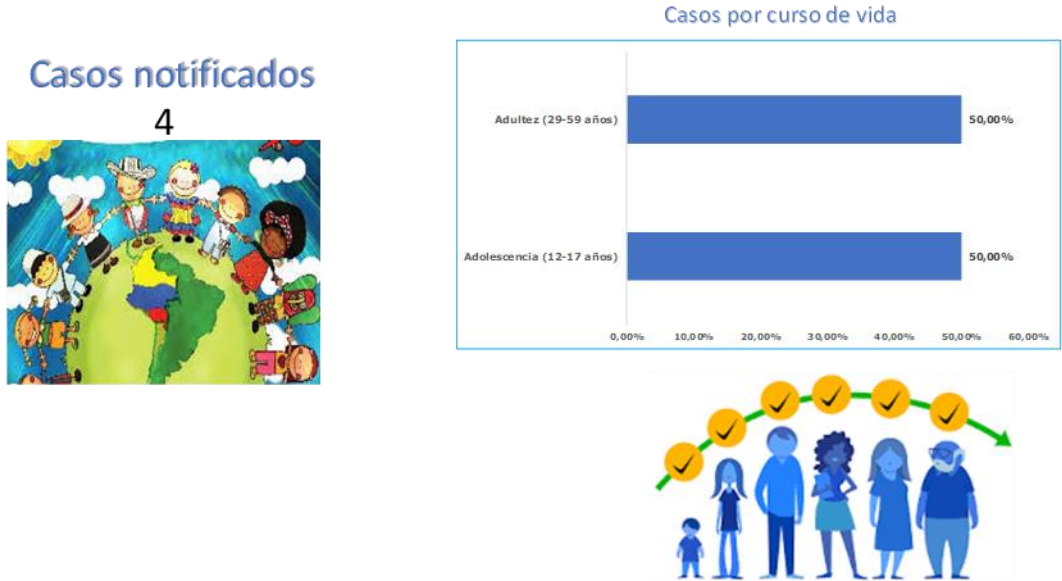 Casos notificados
4
Casos por curso de vida
Adultez (29-59 años)
50,00%
Adolescencia (12-17 años)
50,00%
0,00% 10,00% 20,00% 30,00% 40,00% 50,00% 60,00%